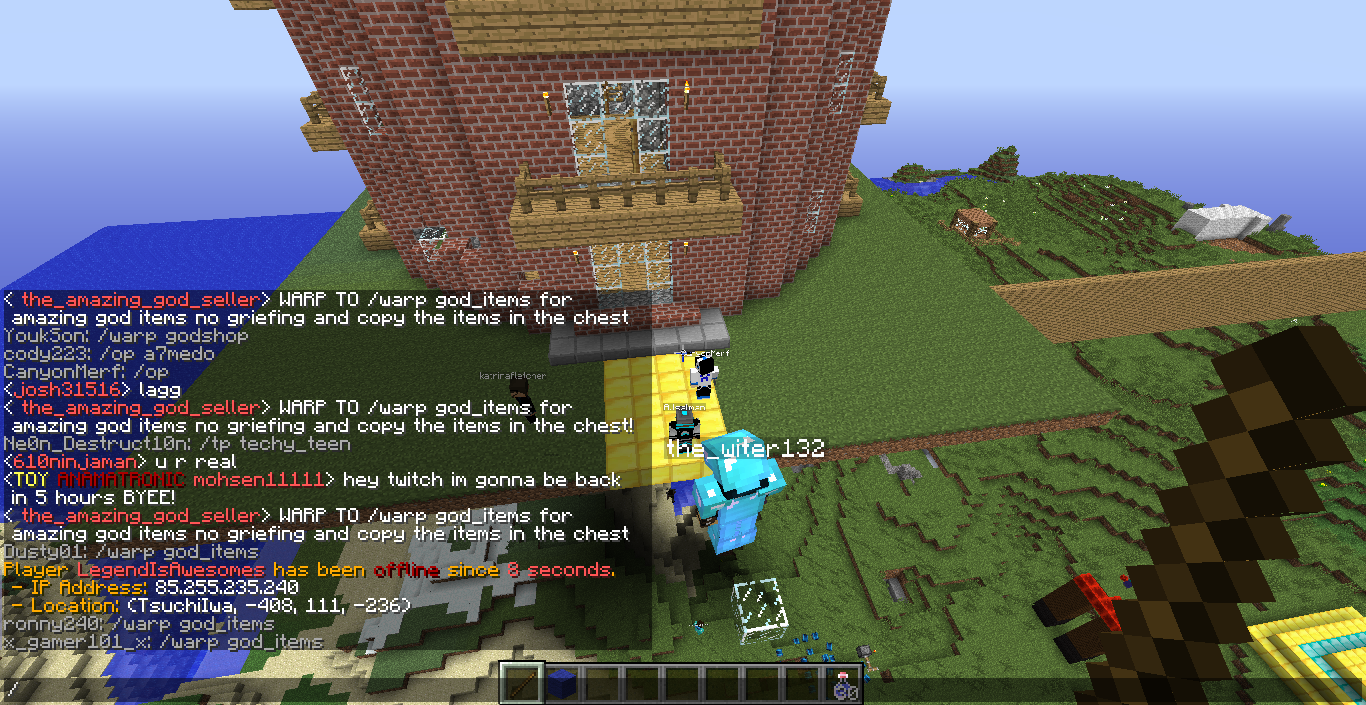 < the_amazing_god_seller> WARP TO /warp god_items for
amazing god items no griefing and copy the items in the chest
YoukSon: /warp godshop
cody223: /op a7medo
CanyonMerf: /op
<josh31516> lagg
katrinafletcher
< the_amazing_god_seller> WARP TO /warp god_items for
amazing god items no griefing and copy the items in the chest!
Ne0n_Destruct10n: /tp techy_teen
the_witer132
<610ninjaman> u r real
<TOY ANAMATRONIC mohsen11111> hey twitch im gonna be back
in 5 hours BYEE!
< the_amazing_god_seller> WARP TO /warp god_items for
amazing god items no griefing and copy the items in the chest
Dusty01: /warp god_items
Player LegendIsAwesomes has been offline since 8 seconds.
- IP Address: 85.255.235.240
- Location: (TsuchiIwa, -408, 111, -236)
ronny240: /warp god_items
x_gamer101_x: /warp god_items
/